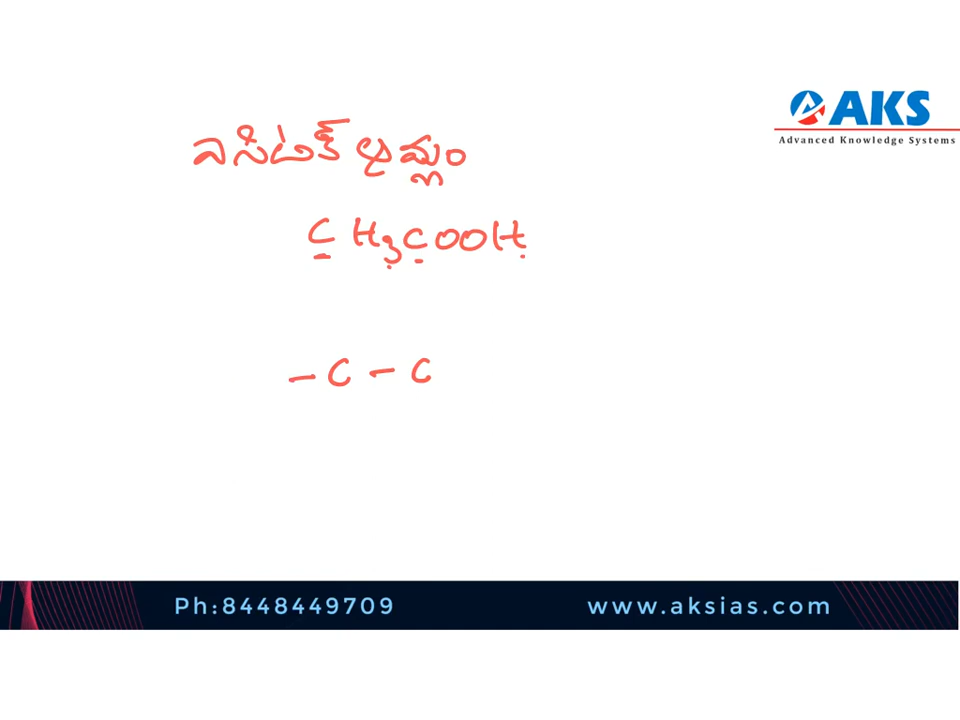 AKS
Advanced Knowledge Systems
ఎసిటిక్ ఆమ్లం
CH3COOH
-C-C
Ph:8448449709
www.aksias.com